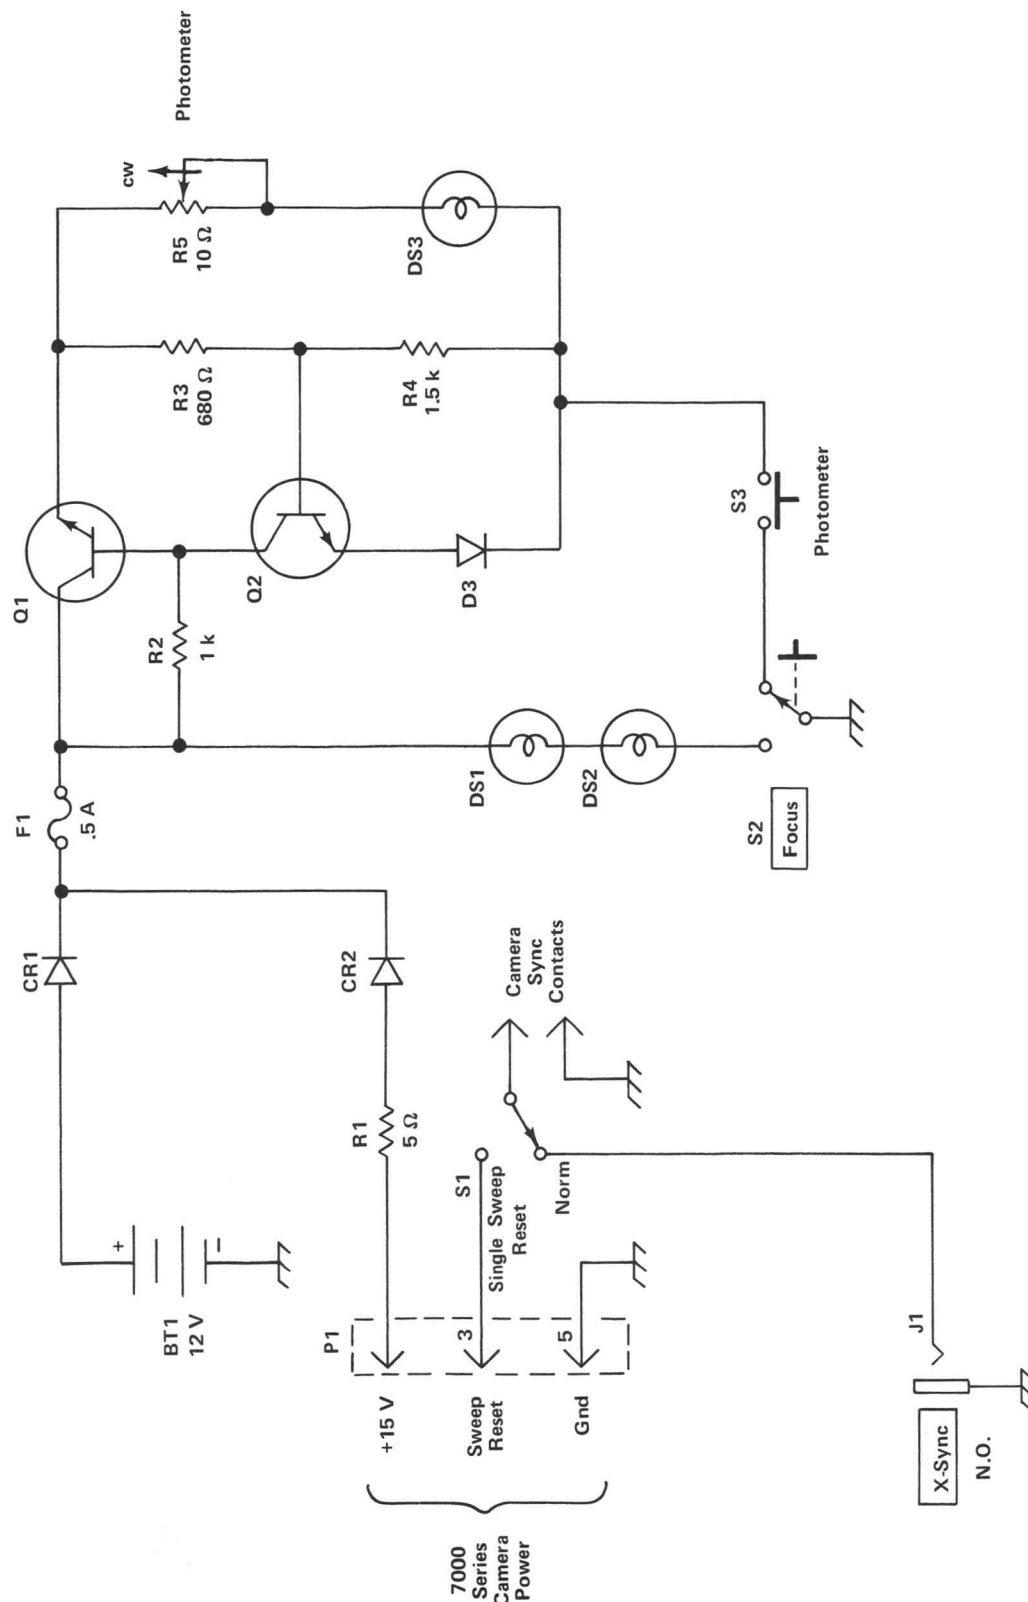 7000
Series
Camera
Power
+15 V
Sweep
Reset
Gnd
P1
3
5
BT1
12 V
+
−
R1
5 Ω
CR1
CR2
S1
Single Sweep
Reset
Norm
Camera
Sync
Contacts
X-Sync
N.O.
J1
F1
.5 A
DS1
DS2
S2
Focus
R2
1 k
Q1
Q2
D3
S3
Photometer
R3
680 Ω
R4
1.5 k
R5
10 Ω
cw
Photometer
DS3